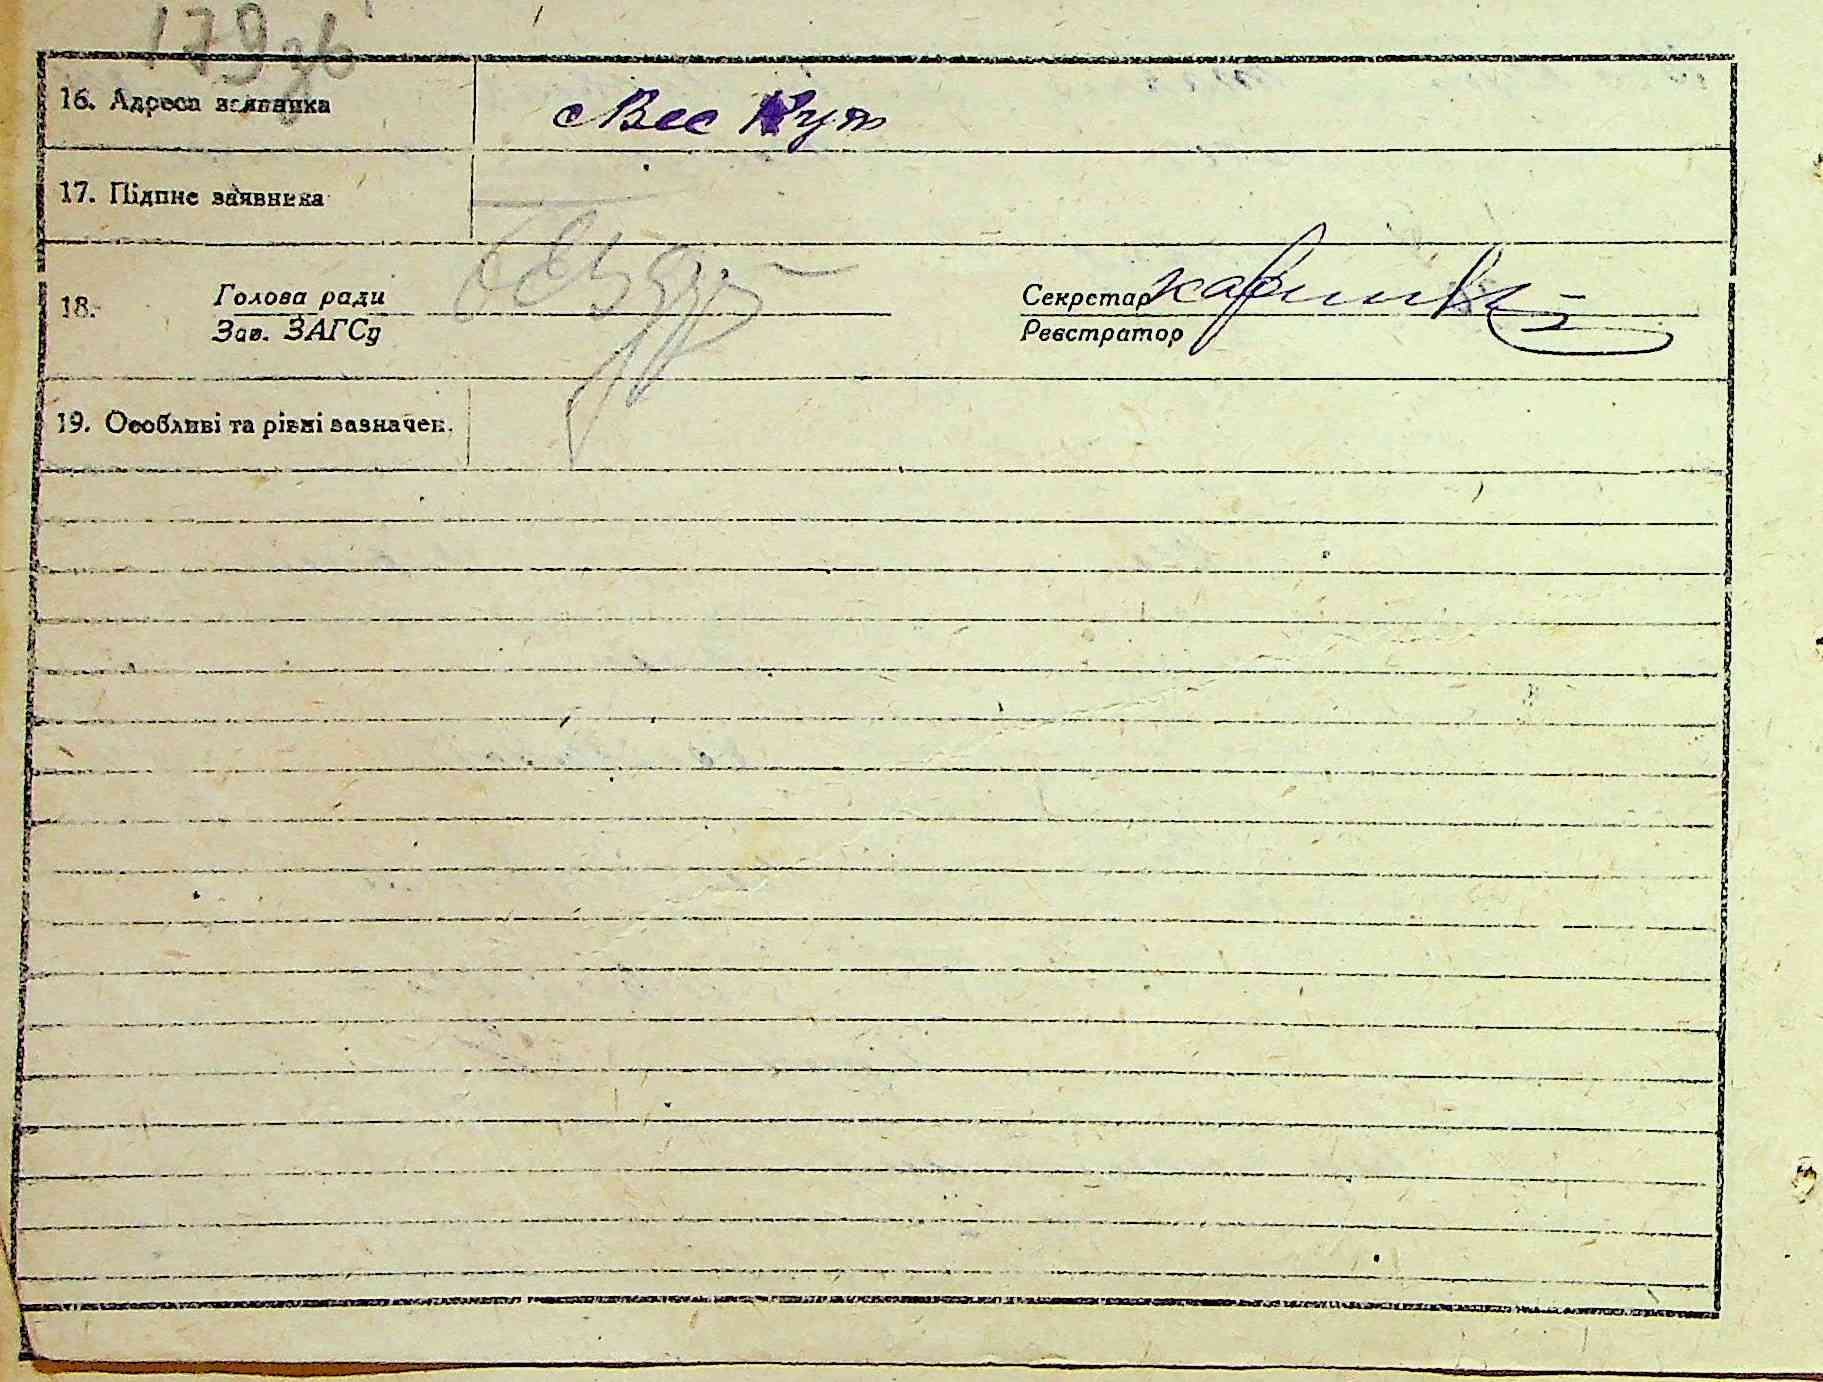 179зв
16. Адреса заявника с Вес Кут
17. Підпис заявника
18. Голова ради Секретар
Зав. ЗАГСу Реєстратор
19. Особливі та рівні зазначен.